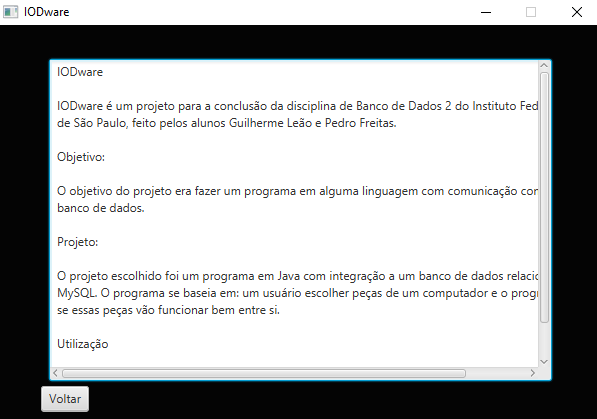 IODware
IODware
IODware é um projeto para a conclusão da disciplina de Banco de Dados 2 do Instituto Fed
de São Paulo, feito pelos alunos Guilherme Leão e Pedro Freitas.
Objetivo:
O objetivo do projeto era fazer um programa em alguma linguagem com comunicação cor
banco de dados.
Projeto:
O projeto escolhido foi um programa em Java com integração a um banco de dados relacio
MySQL. O programa se baseia em: um usuário escolher peças de um computador e o progr
se essas peças vão funcionar bem entre si.
Utilização
Voltar